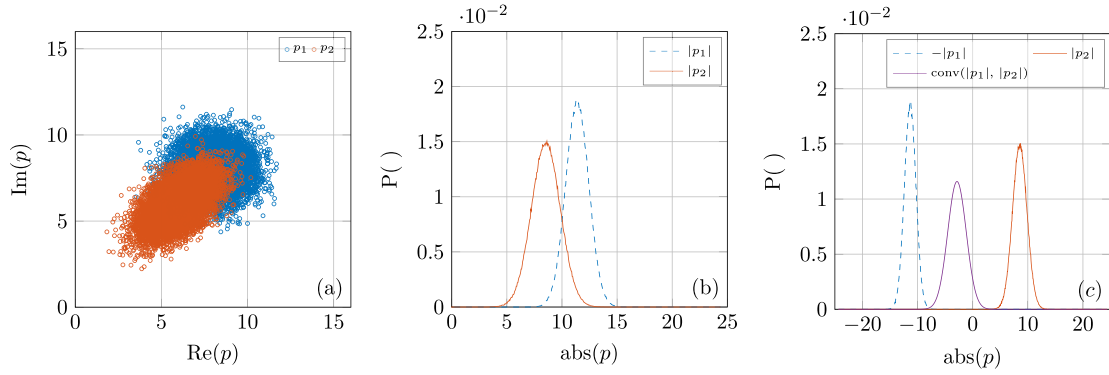 p₁ p₂
15
10
5
0
0 5 10 15
Im(p)
Re(p)
(a)
·10⁻²
|p₁|
|p₂|
2.5
2
1.5
1
0.5
0
0 5 10 15 20 25
P( )
abs(p)
(b)
·10⁻²
−|p₁| |p₂|
conv(|p₁|, |p₂|)
2.5
2
1.5
1
0.5
0
−20 −10 0 10 20
P( )
abs(p)
(c)